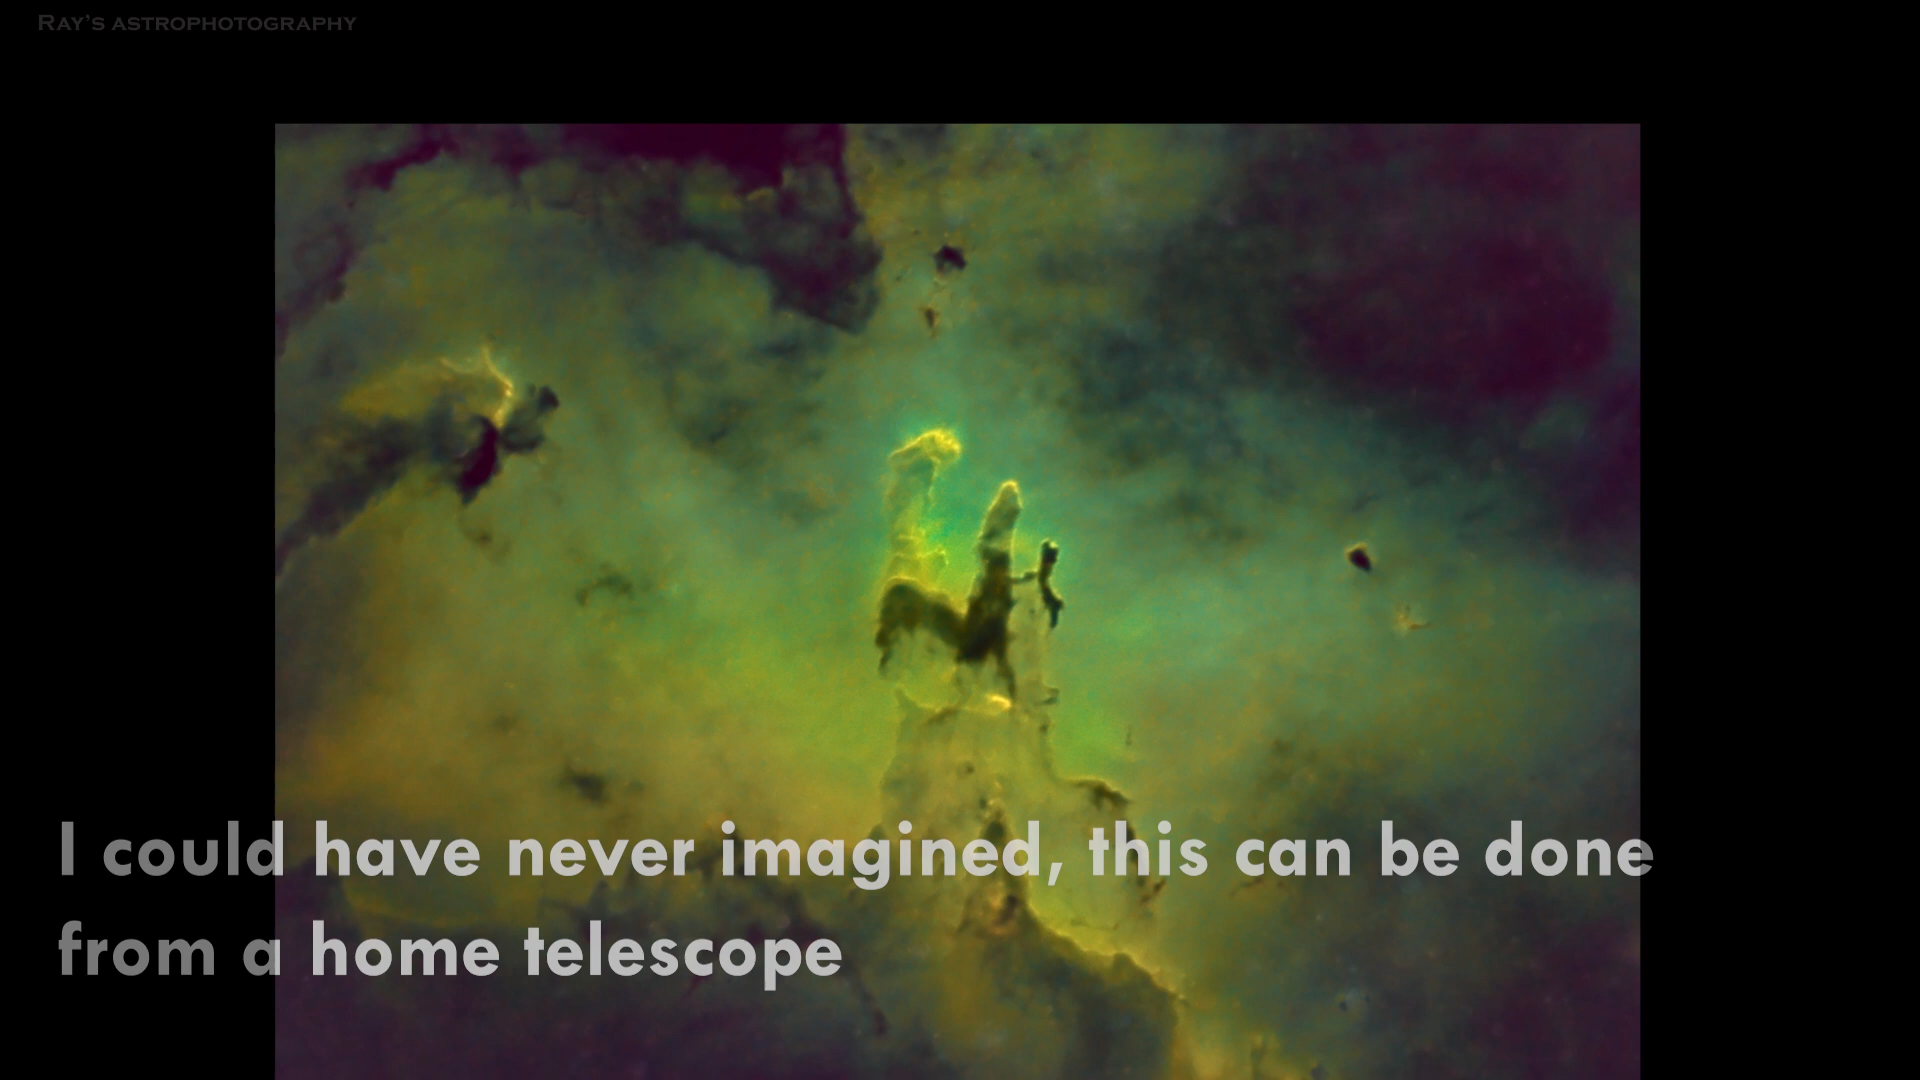 Ray's astrophotography
I could have never imagined, this can be done
from a home telescope